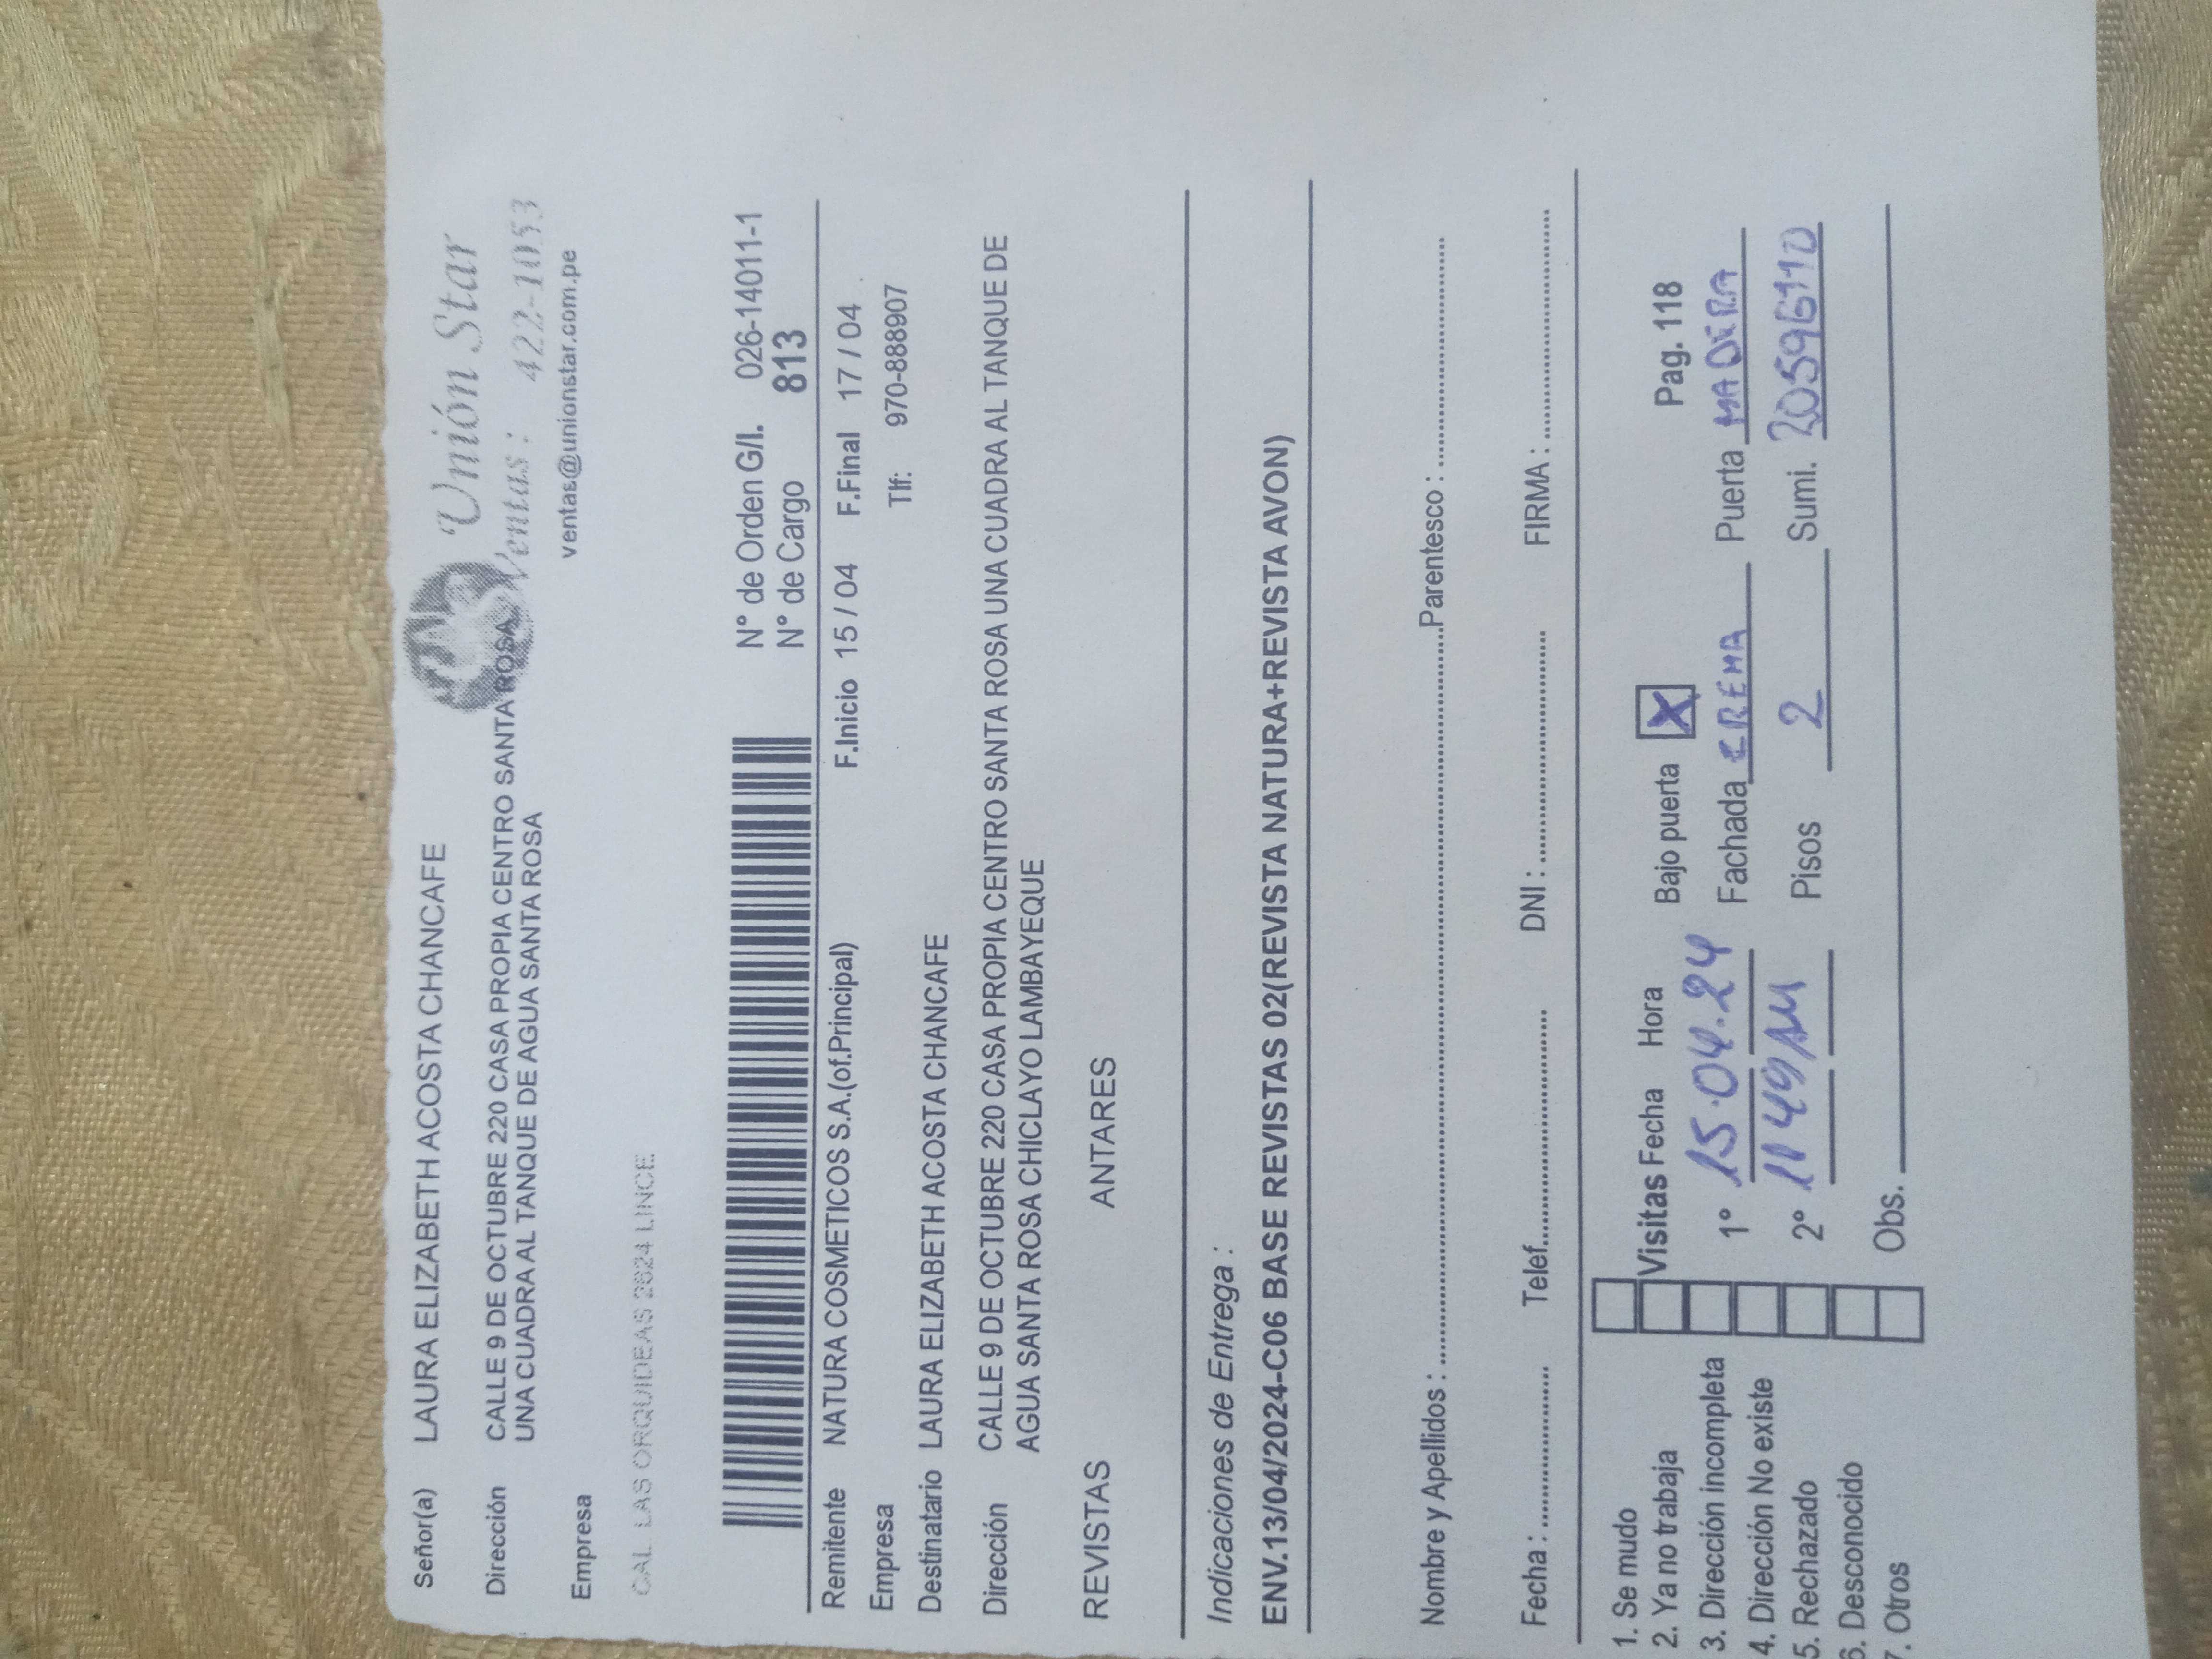 Señor(a) LAURA ELIZABETH ACOSTA CHANCAFE
Unión Star
Dirección CALLE 9 DE OCTUBRE 220 CASA PROPIA CENTRO SANTA ROSA
UNA CUADRA AL TANQUE DE AGUA SANTA ROSA
Ventas : 422-1053
ventas@unionstar.com.pe
Empresa
CAL. LAS ORQUIDEAS 2624 LINCE
N° de Orden G/I. 026-14011-1
N° de Cargo 813
Remitente NATURA COSMETICOS S.A.(of.Principal)
F.Inicio 15 / 04 F.Final 17 / 04
Empresa
Tlf: 970-888907
Destinatario LAURA ELIZABETH ACOSTA CHANCAFE
Dirección CALLE 9 DE OCTUBRE 220 CASA PROPIA CENTRO SANTA ROSA UNA CUADRA AL TANQUE DE
AGUA SANTA ROSA CHICLAYO LAMBAYEQUE
REVISTAS ANTARES
Indicaciones de Entrega :
ENV.13/04/2024-C06 BASE REVISTAS 02(REVISTA NATURA+REVISTA AVON)
Nombre y Apellidos : Parentesco :
Fecha : Telef. DNI : FIRMA :
1. Se mudo
2. Ya no trabaja
3. Dirección incompleta
4. Dirección No existe
5. Rechazado
6. Desconocido
7. Otros
Visitas Fecha Hora Bajo puerta X Pag. 118
1° 15.04.24 Fachada CREMA Puerta MADERA
2° 11 49 AM Pisos 2 Sumi.
Obs.